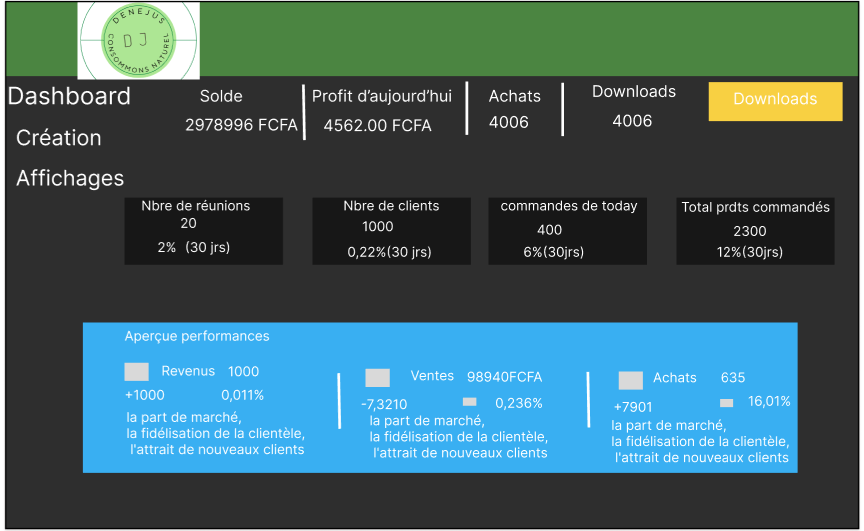 DENEJUS
DJ
CONSOMMONS NATUREL
Dashboard
Création
Affichages
Solde
2978996 FCFA
Profit d’aujourd’hui
4562.00 FCFA
Achats
4006
Downloads
4006
Downloads
Nbre de réunions
20
2% (30 jrs)
Nbre de clients
1000
0,22%(30 jrs)
commandes de today
400
6%(30jrs)
Total prdts commandés
2300
12%(30jrs)
Aperçue performances
Revenus 1000
+1000 0,011%
la part de marché,
la fidélisation de la clientèle,
l'attrait de nouveaux clients
Ventes 98940FCFA
-7,3210 0,236%
la part de marché,
la fidélisation de la clientèle,
l'attrait de nouveaux clients
Achats 635
+7901 16,01%
la part de marché,
la fidélisation de la clientèle,
l'attrait de nouveaux clients